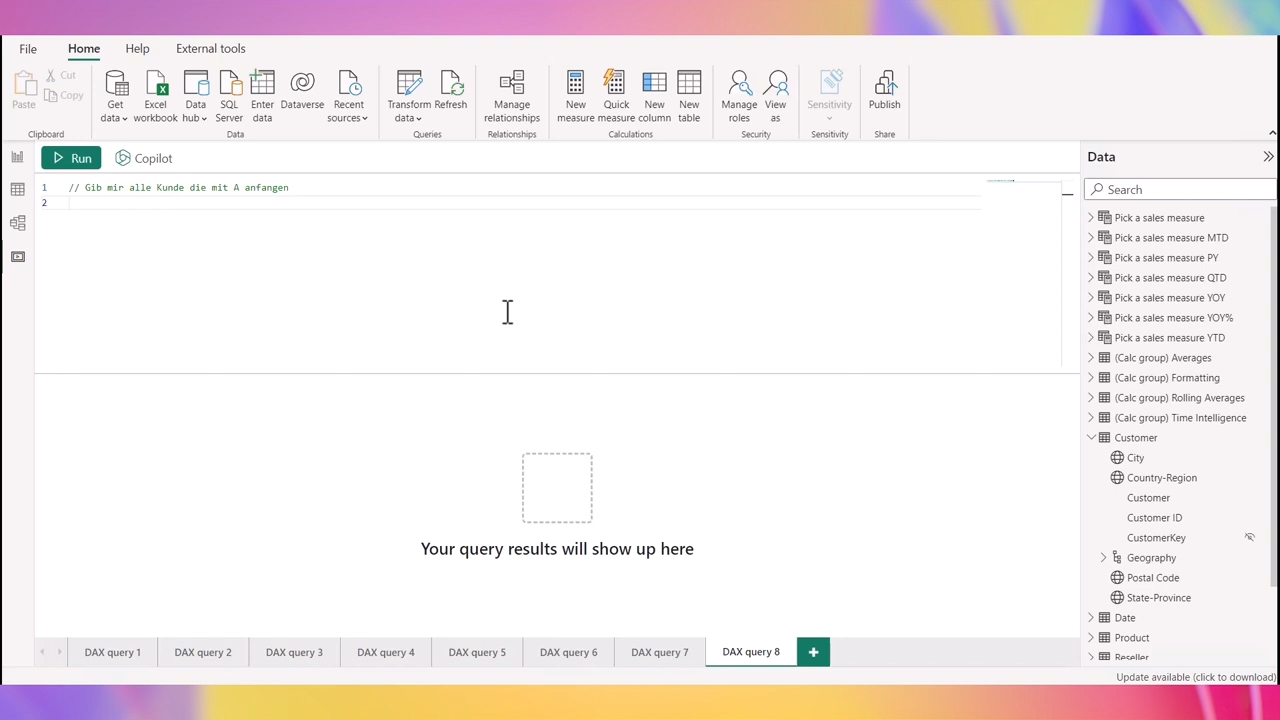 File Home Help External tools
Paste Cut Copy
Clipboard
Get data Excel workbook Data hub SQL Server Enter data Dataverse Recent sources
Data
Transform data Refresh
Queries
Manage relationships
Relationships
New measure Quick measure New column New table
Calculations
Manage roles View as
Security
Sensitivity
Sensitivity
Publish
Share
Run Copilot
1 // Gib mir alle Kunde die mit A anfangen
2
Your query results will show up here
DAX query 1 DAX query 2 DAX query 3 DAX query 4 DAX query 5 DAX query 6 DAX query 7 DAX query 8 +
Data
Search
Pick a sales measure
Pick a sales measure MTD
Pick a sales measure PY
Pick a sales measure QTD
Pick a sales measure YOY
Pick a sales measure YOY%
Pick a sales measure YTD
(Calc group) Averages
(Calc group) Formatting
(Calc group) Rolling Averages
(Calc group) Time Intelligence
Customer
City
Country-Region
Customer
Customer ID
CustomerKey
Geography
Postal Code
State-Province
Date
Product
Reseller
Update available (click to download)